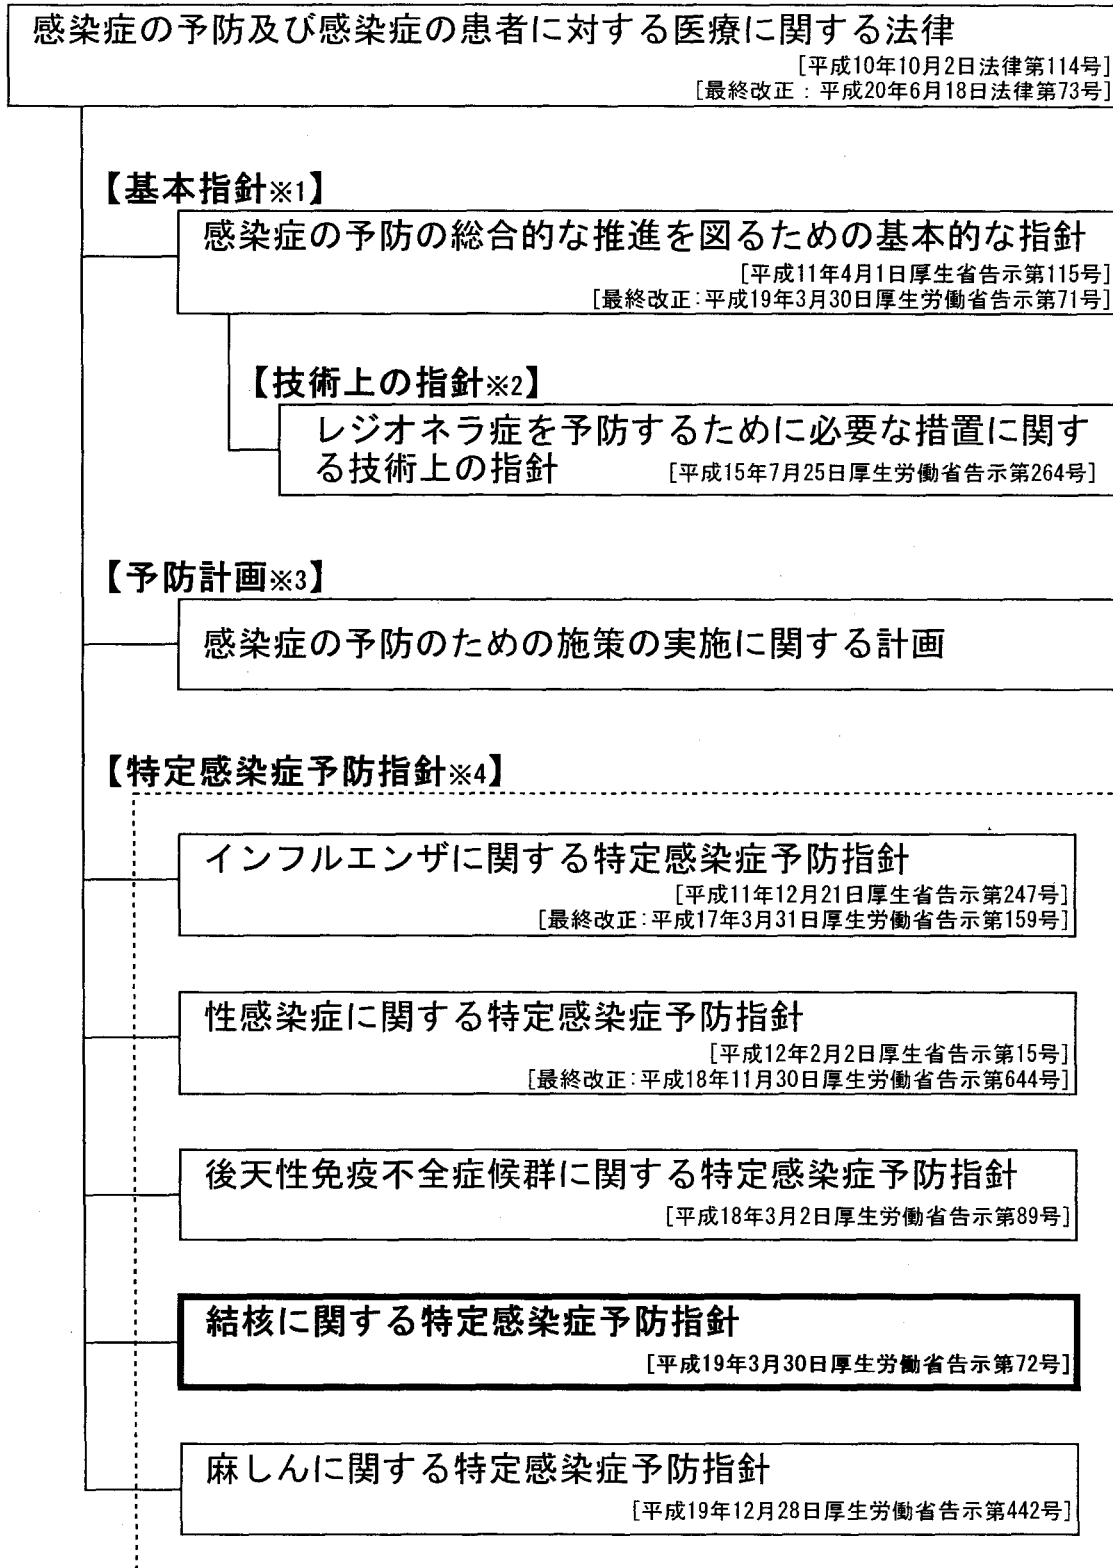 感染症の予防及び感染症の患者に対する医療に関する法律
[平成10年10月2日法律第114号]
[最終改正：平成20年6月18日法律第73号]
【基本指針※1】
感染症の予防の総合的な推進を図るための基本的な指針
[平成11年4月1日厚生省告示第115号]
[最終改正：平成19年3月30日厚生労働省告示第71号]
【技術上の指針※2】
レジオネラ症を予防するために必要な措置に関す
る技術上の指針 [平成15年7月25日厚生労働省告示第264号]
【予防計画※3】
感染症の予防のための施策の実施に関する計画
【特定感染症予防指針※4】
インフルエンザに関する特定感染症予防指針
[平成11年12月21日厚生省告示第247号]
[最終改正：平成17年3月31日厚生労働省告示第159号]
性感染症に関する特定感染症予防指針
[平成12年2月2日厚生省告示第15号]
[最終改正：平成18年11月30日厚生労働省告示第644号]
後天性免疫不全症候群に関する特定感染症予防指針
[平成18年3月2日厚生労働省告示第89号]
結核に関する特定感染症予防指針
[平成19年3月30日厚生労働省告示第72号]
麻しんに関する特定感染症予防指針
[平成19年12月28日厚生労働省告示第442号]